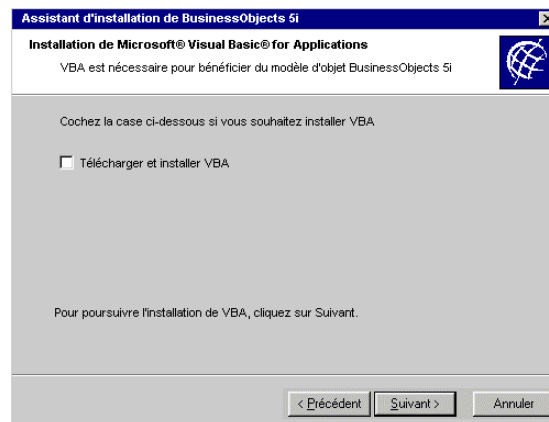 Assistant d'installation de BusinessObjects 5i
Installation de Microsoft® Visual Basic® for Applications
VBA est nécessaire pour bénéficier du modèle d'objet BusinessObjects 5i
Cochez la case ci-dessous si vous souhaitez installer VBA
Télécharger et installer VBA
Pour poursuivre l'installation de VBA, cliquez sur Suivant.
< Précédent Suivant > Annuler